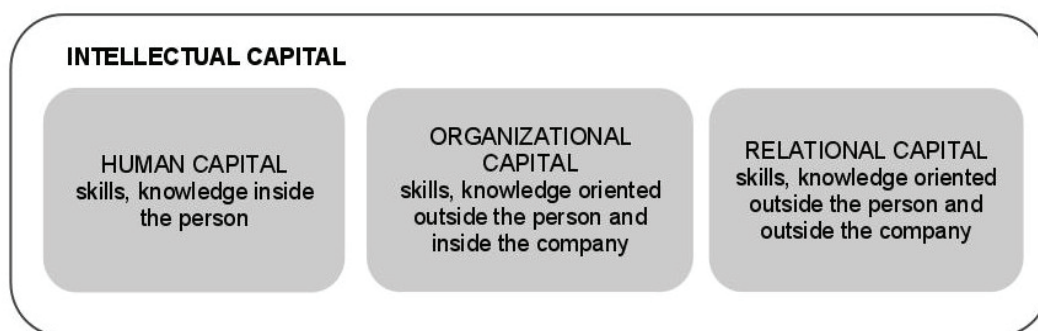 INTELLECTUAL CAPITAL
HUMAN CAPITAL
skills, knowledge inside
the person
ORGANIZATIONAL
CAPITAL
skills, knowledge oriented
outside the person and
inside the company
RELATIONAL CAPITAL
skills, knowledge oriented
outside the person and
outside the company